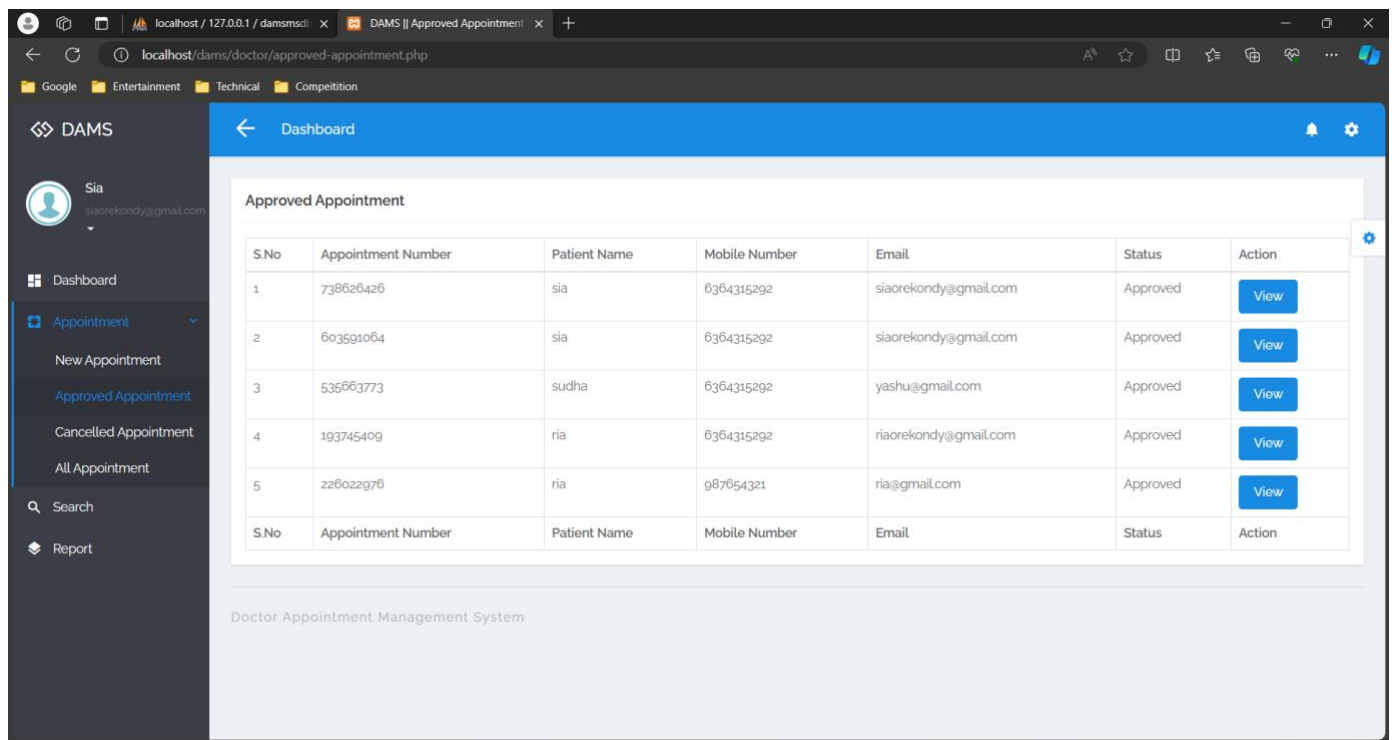 localhost / 127.0.0.1 / damsmsdb
DAMS || Approved Appointment
localhost/dams/doctor/approved-appointment.php
Google Entertainment Technical Compeitition
DAMS
Dashboard
Sia
siaorekondy@gmail.com
Dashboard
Appointment
New Appointment
Approved Appointment
Cancelled Appointment
All Appointment
Search
Report
Approved Appointment
S.No Appointment Number Patient Name Mobile Number Email Status Action
1 738626426 sia 6364315292 siaorekondy@gmail.com Approved View
2 603591064 sia 6364315292 siaorekondy@gmail.com Approved View
3 535663773 sudha 6364315292 yashu@gmail.com Approved View
4 193745409 ria 6364315292 riaorekondy@gmail.com Approved View
5 226022976 ria 987654321 ria@gmail.com Approved View
S.No Appointment Number Patient Name Mobile Number Email Status Action
Doctor Appointment Management System